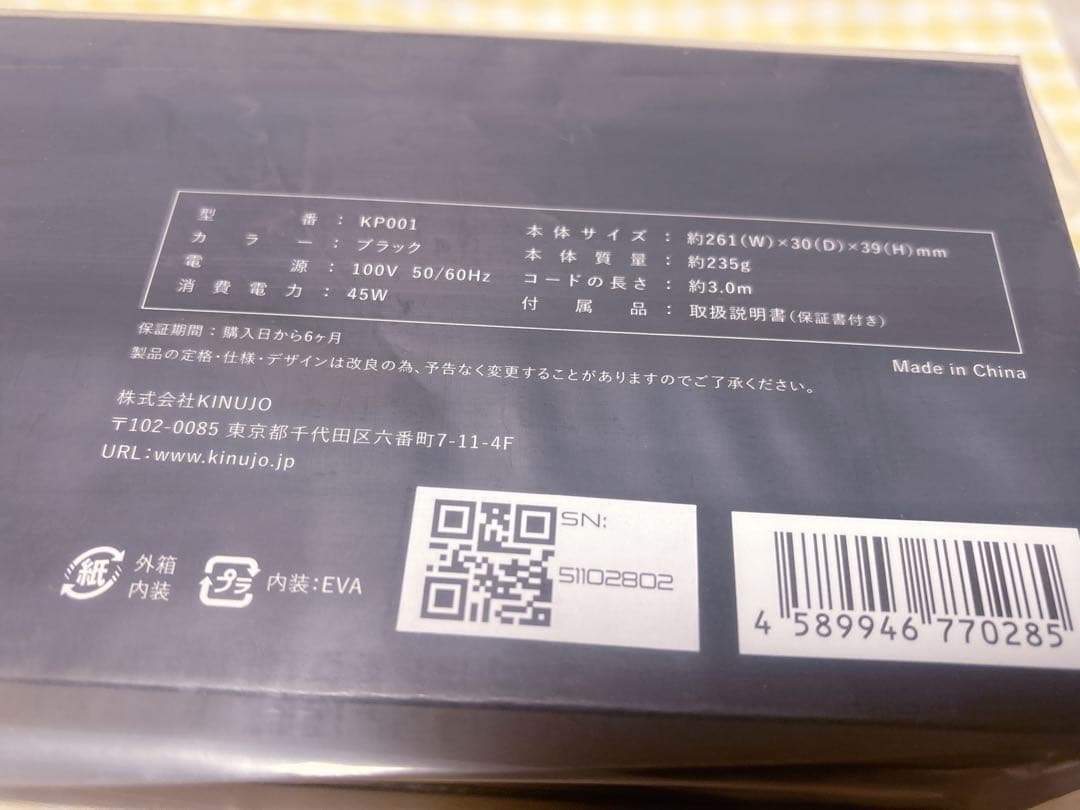 型番：KP001
カラー：ブラック
電源：100V 50/60Hz
消費電力：45W
本体サイズ：約261(W)×30(D)×39(H)mm
本体質量：約235g
コードの長さ：約3.0m
付属品：取扱説明書(保証書付き)
保証期間：購入日から6ヶ月
製品の定格・仕様・デザインは改良の為、予告なく変更することがありますのでご了承ください。
Made in China
株式会社KINUJO
〒102-0085 東京都千代田区六番町7-11-4F
URL：www.kinujo.jp
紙
外箱
内装
プラ
内装：EVA
SN:
51102802
4 589946 770285